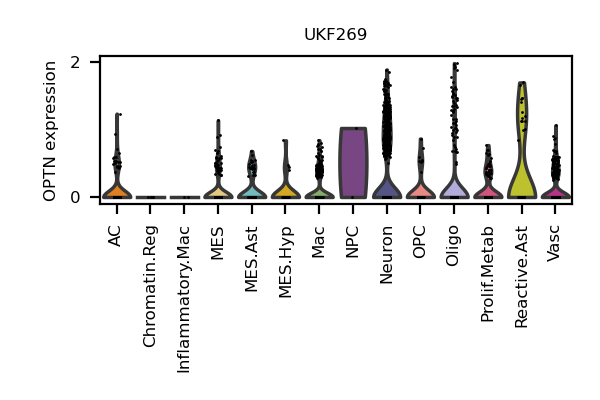 UKF269
OPTN expression
2
0
AC
Chromatin.Reg
Inflammatory.Mac
MES
MES.Ast
MES.Hyp
Mac
NPC
Neuron
OPC
Oligo
Prolif.Metab
Reactive.Ast
Vasc